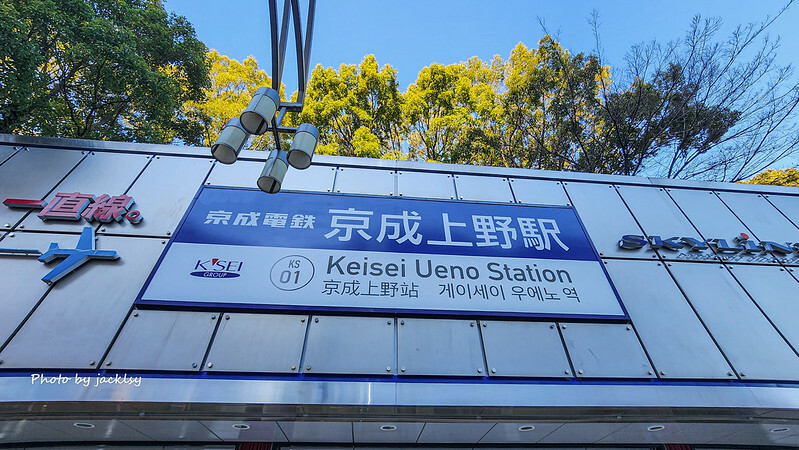 一直線。
京成電鉄 京成上野駅
KEISEI GROUP
KS 01
Keisei Ueno Station
京成上野站 게이세이 우에노 역
SKYLINER
Photo by jacklsy